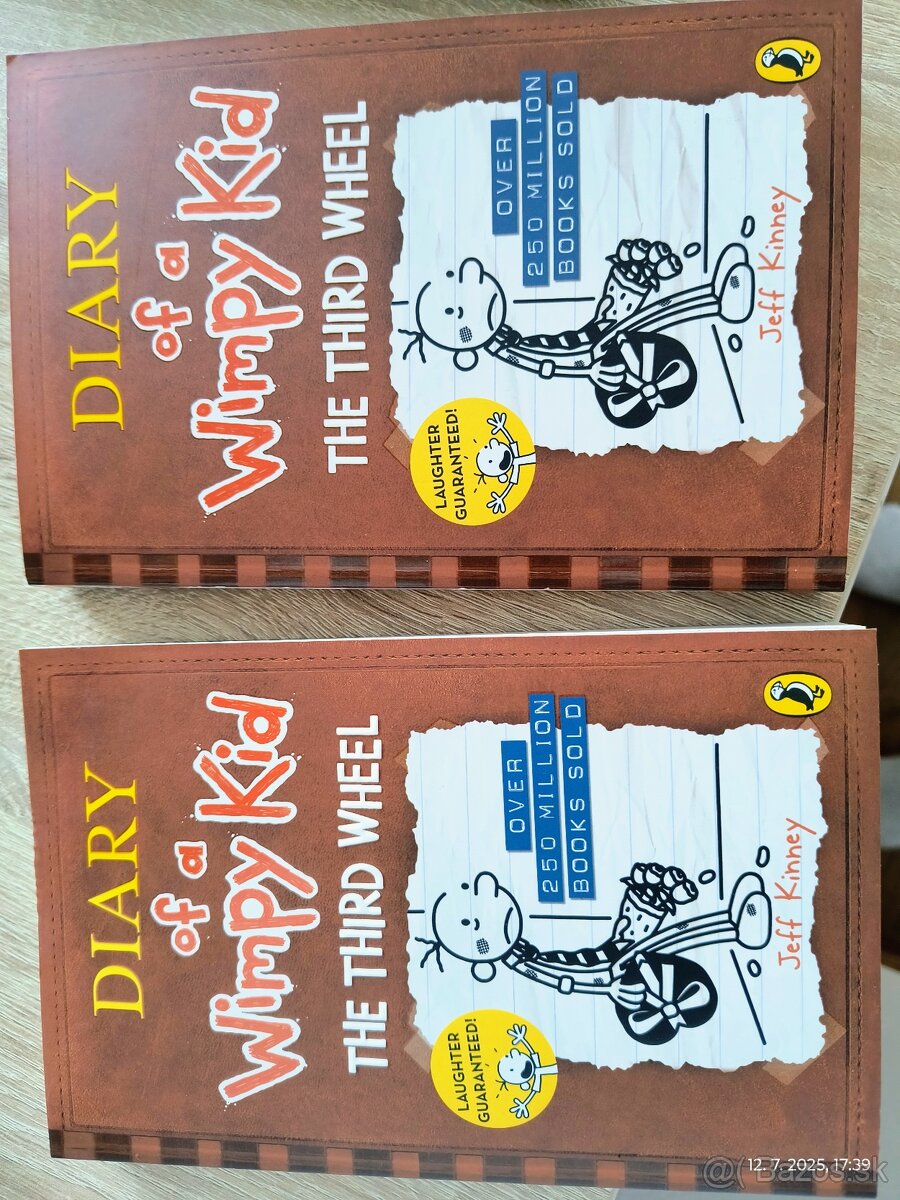 DIARY
of a
Wimpy Kid
THE THIRD WHEEL
OVER
250 MILLION
BOOKS SOLD
LAUGHTER
GUARANTEED!
Jeff Kinney
DIARY
of a
Wimpy Kid
THE THIRD WHEEL
OVER
250 MILLION
BOOKS SOLD
LAUGHTER
GUARANTEED!
Jeff Kinney
12. 7. 2025, 17:39
Bazos.sk